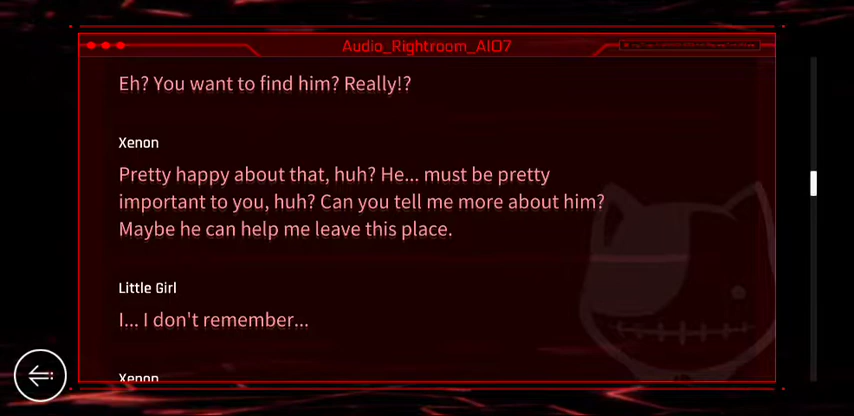 Audio_Rightroom_A107
Eh? You want to find him? Really!?
Xenon
Pretty happy about that, huh? He... must be pretty
important to you, huh? Can you tell me more about him?
Maybe he can help me leave this place.
Little Girl
I... I don't remember...
Xenon